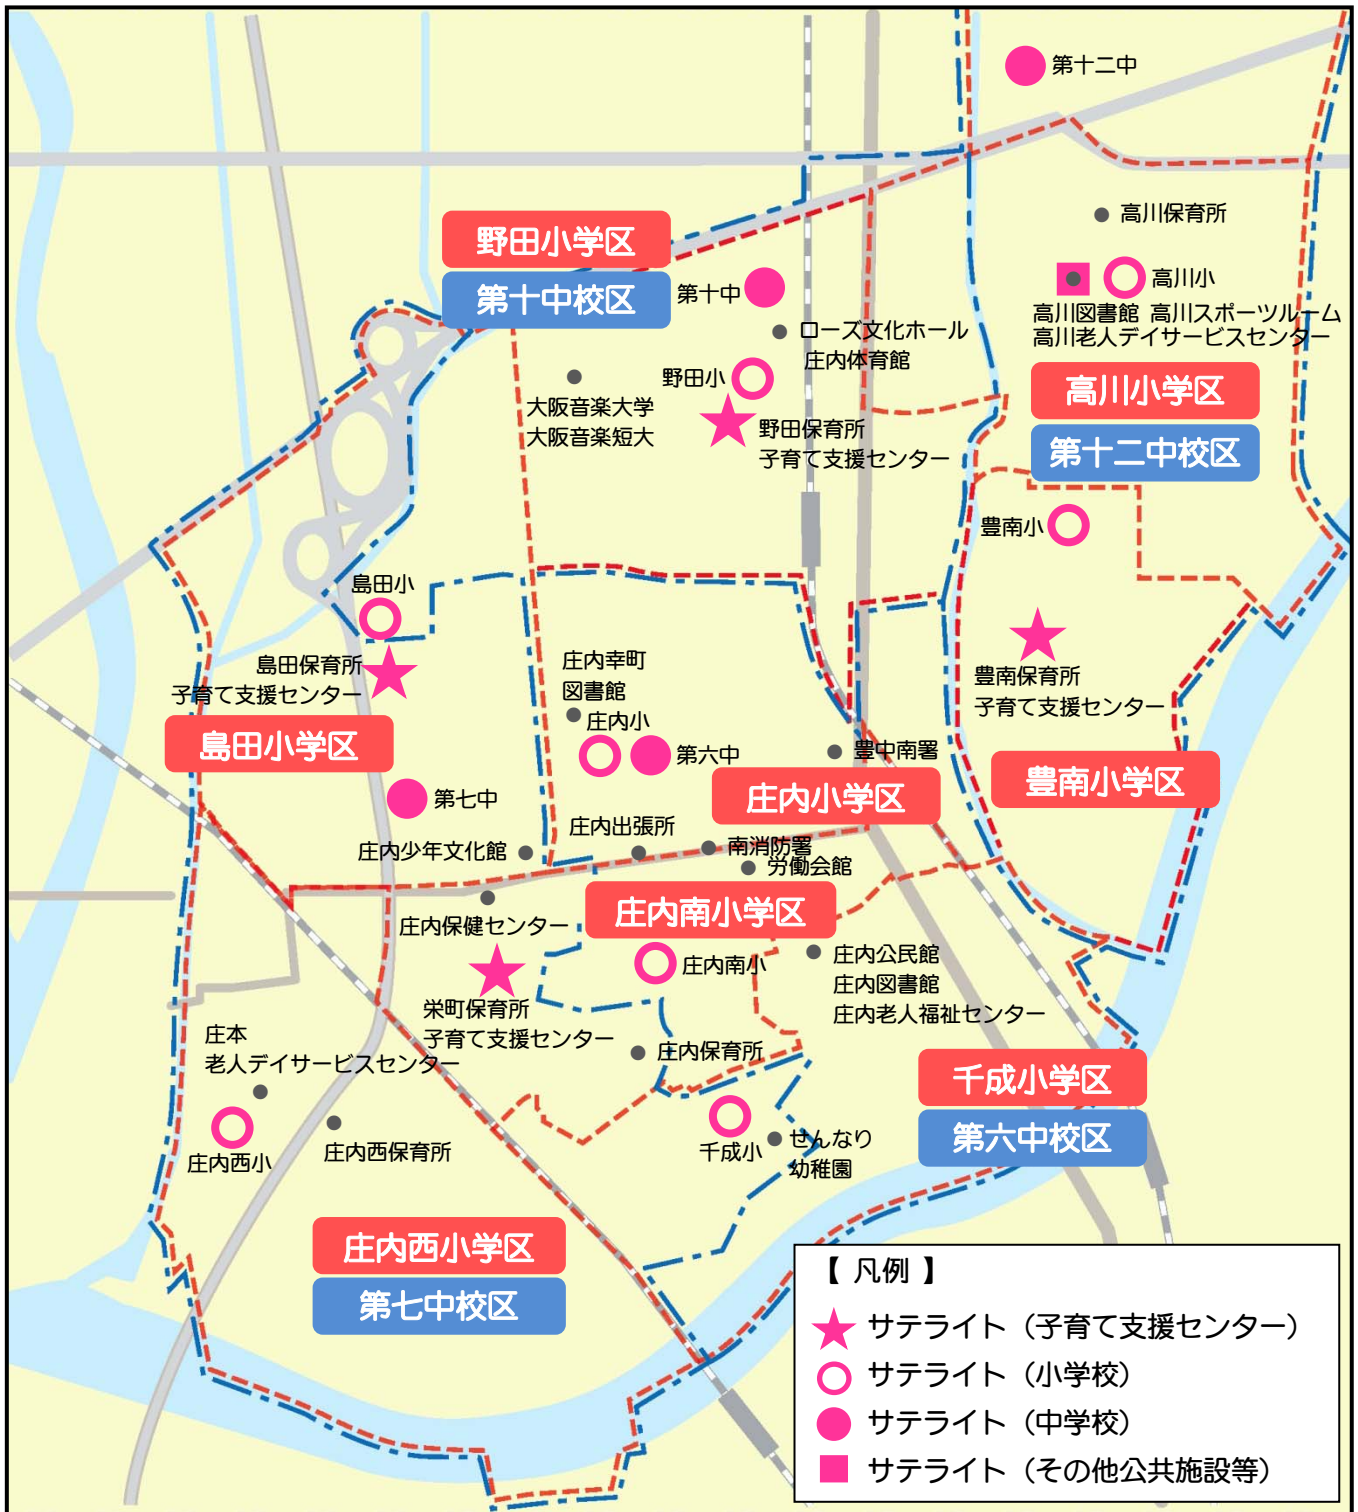 第十二中
高川保育所
野田小学区
第十中校区
第十中
高川小
高川図書館 高川スポーツルーム
高川老人デイサービスセンター
ローズ文化ホール
庄内体育館
野田小
大阪音楽大学
大阪音楽短大
野田保育所
子育て支援センター
高川小学区
第十二中校区
豊南小
島田小
島田保育所
子育て支援センター
庄内幸町
図書館
庄内小
第六中
豊南保育所
子育て支援センター
島田小学区
豊中南署
豊南小学区
庄内小学区
第七中
庄内出張所
南消防署
労働会館
庄内少年文化館
庄内保健センター
庄内南小学区
庄内南小
庄内公民館
庄内図書館
庄内老人福祉センター
栄町保育所
子育て支援センター
庄内保育所
庄本
老人デイサービスセンター
庄内西小
庄内西保育所
千成小学区
第六中校区
千成小
せんなり
幼稚園
庄内西小学区
第七中校区
【 凡例 】
サテライト（子育て支援センター）
サテライト（小学校）
サテライト（中学校）
サテライト（その他公共施設等）